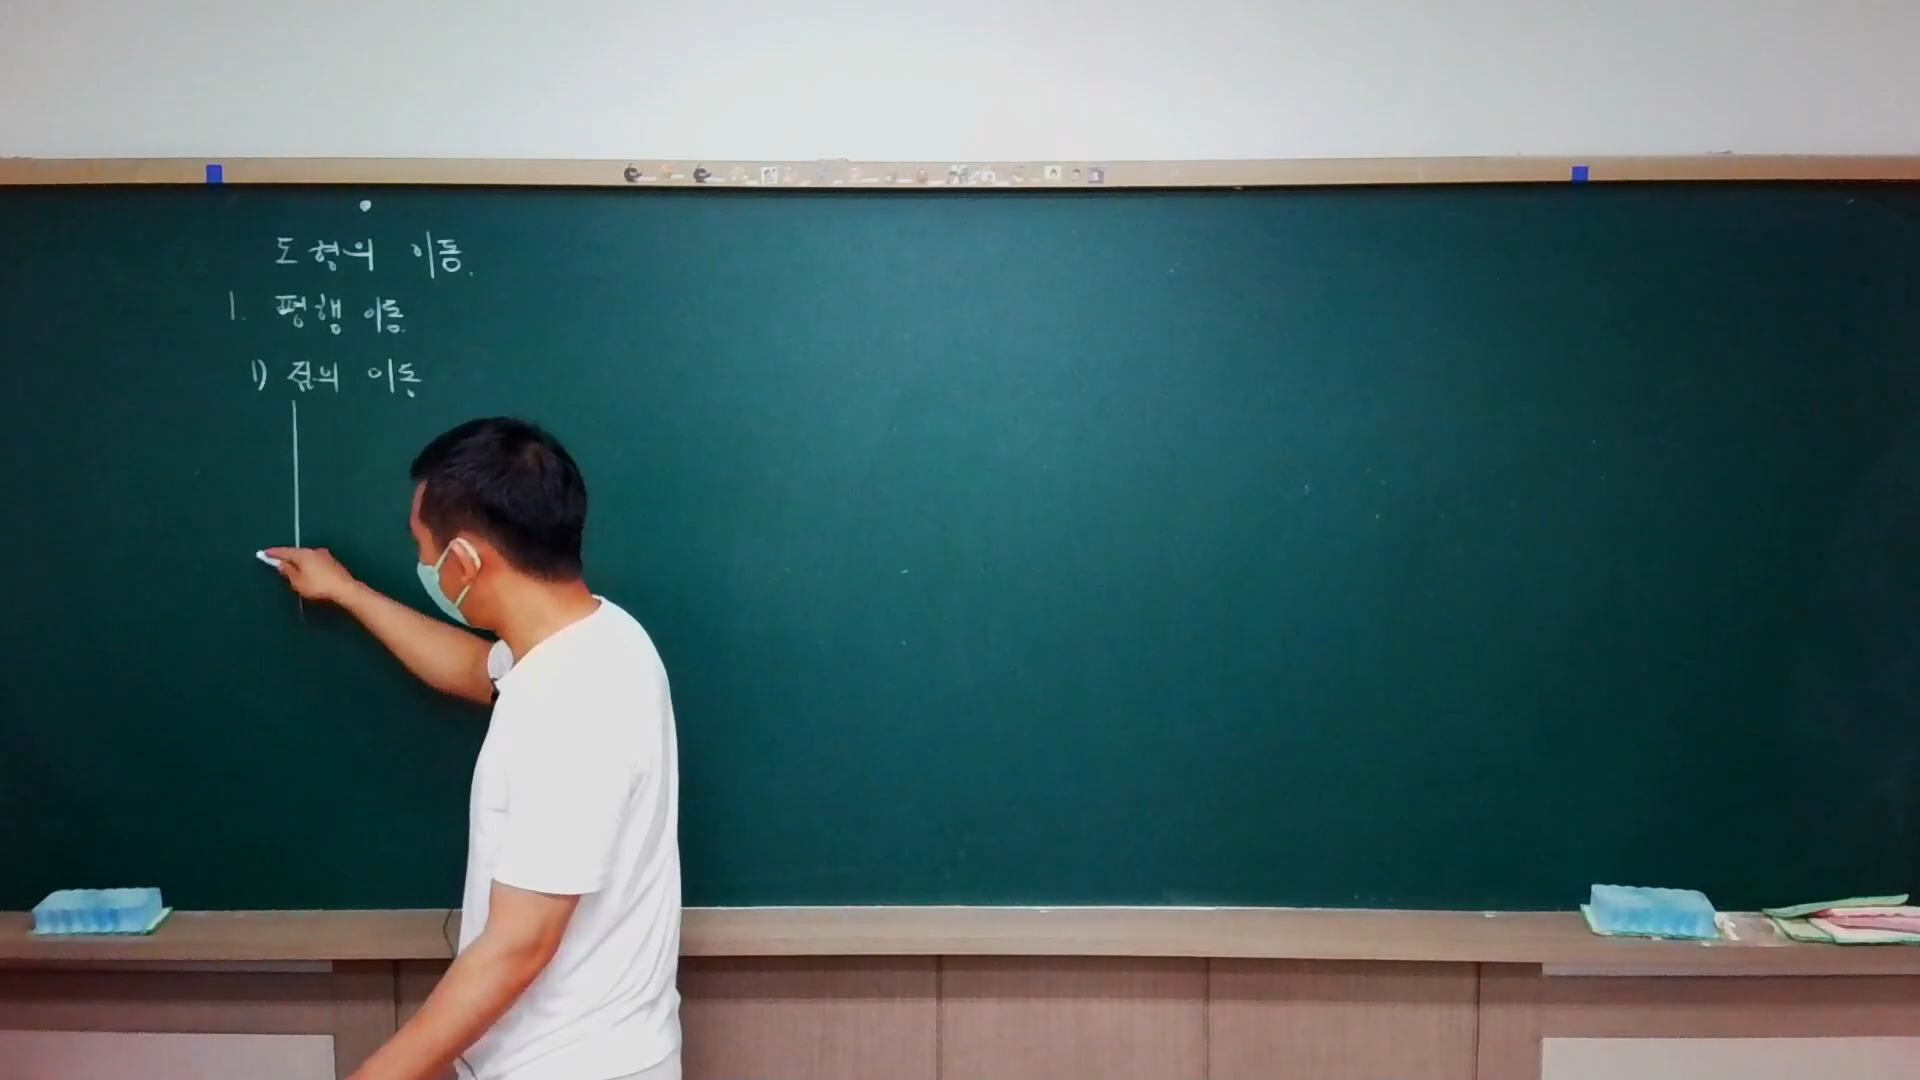 도형의 이동.
1. 평행 이동.
1) 점의 이동